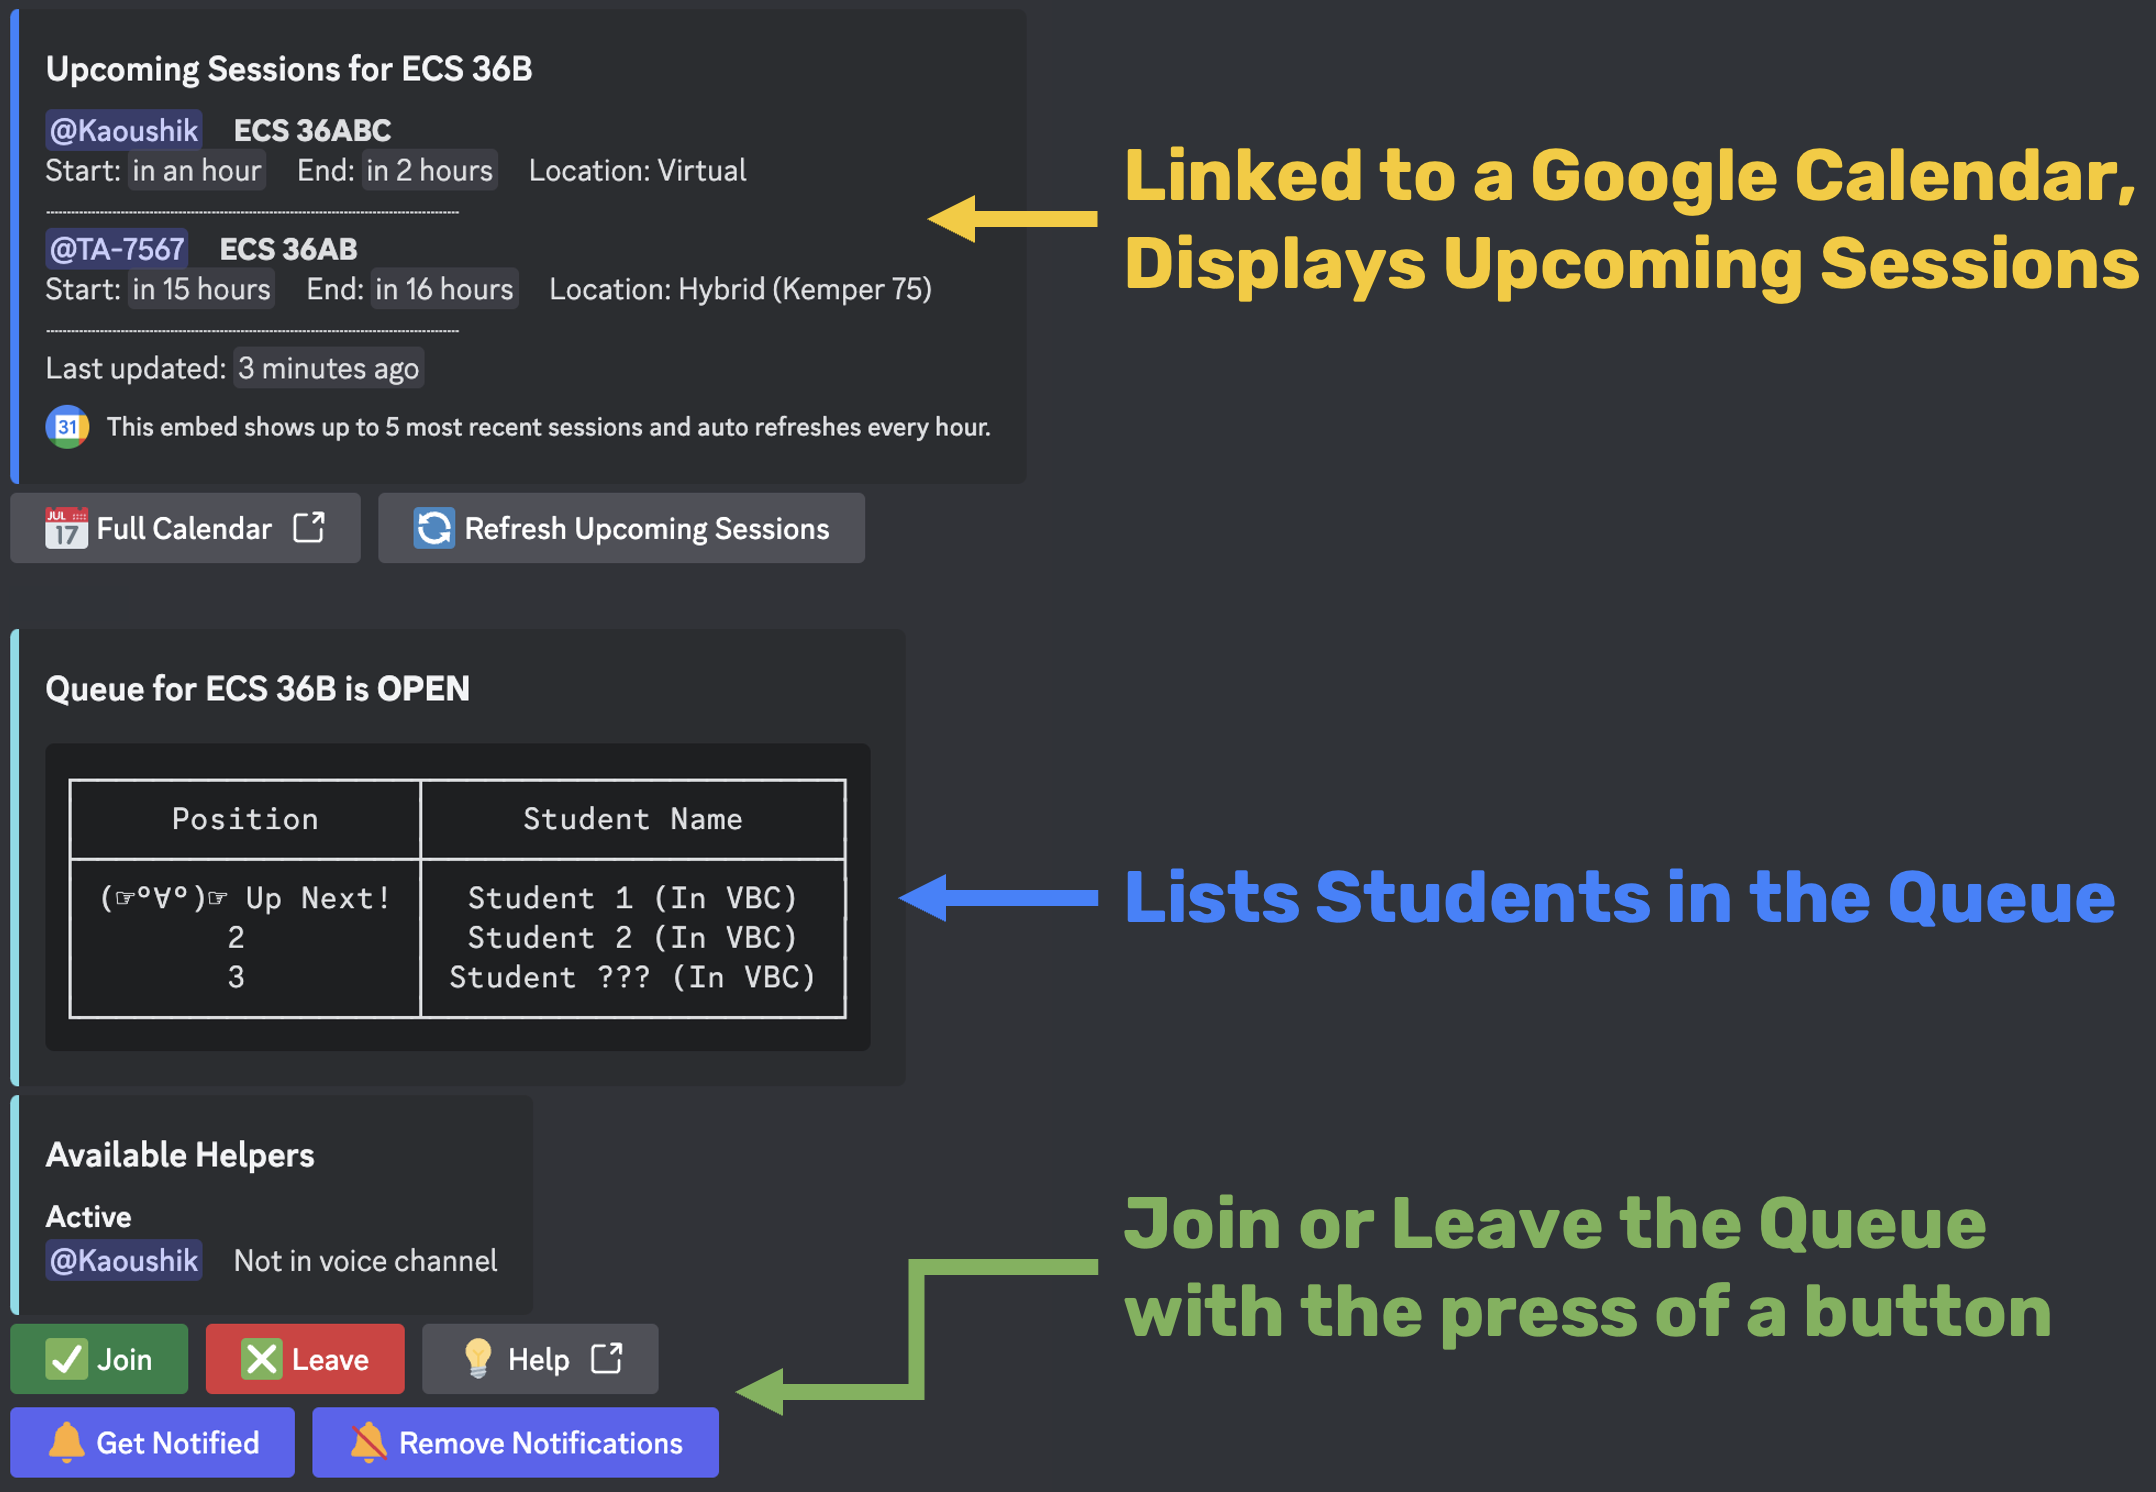 Upcoming Sessions for ECS 36B
@Kaoushik ECS 36ABC
Start: in an hour End: in 2 hours Location: Virtual
@TA-7567 ECS 36AB
Start: in 15 hours End: in 16 hours Location: Hybrid (Kemper 75)
Last updated: 3 minutes ago
31 This embed shows up to 5 most recent sessions and auto refreshes every hour.
JUL 17 Full Calendar
Refresh Upcoming Sessions
Linked to a Google Calendar,
Displays Upcoming Sessions
Queue for ECS 36B is OPEN
Position Student Name
(☞°∀°)☞ Up Next! Student 1 (In VBC)
2 Student 2 (In VBC)
3 Student ??? (In VBC)
Lists Students in the Queue
Available Helpers
Active
@Kaoushik Not in voice channel
Join Leave Help
Get Notified Remove Notifications
Join or Leave the Queue
with the press of a button